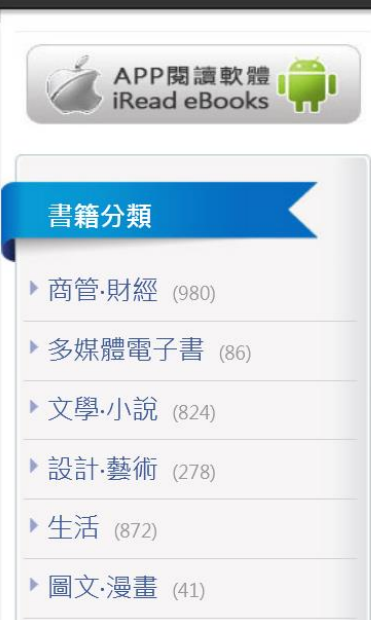 APP閱讀軟體
iRead eBooks
書籍分類
商管‧財經 (980)
多媒體電子書 (86)
文學‧小說 (824)
設計‧藝術 (278)
生活 (872)
圖文‧漫畫 (41)